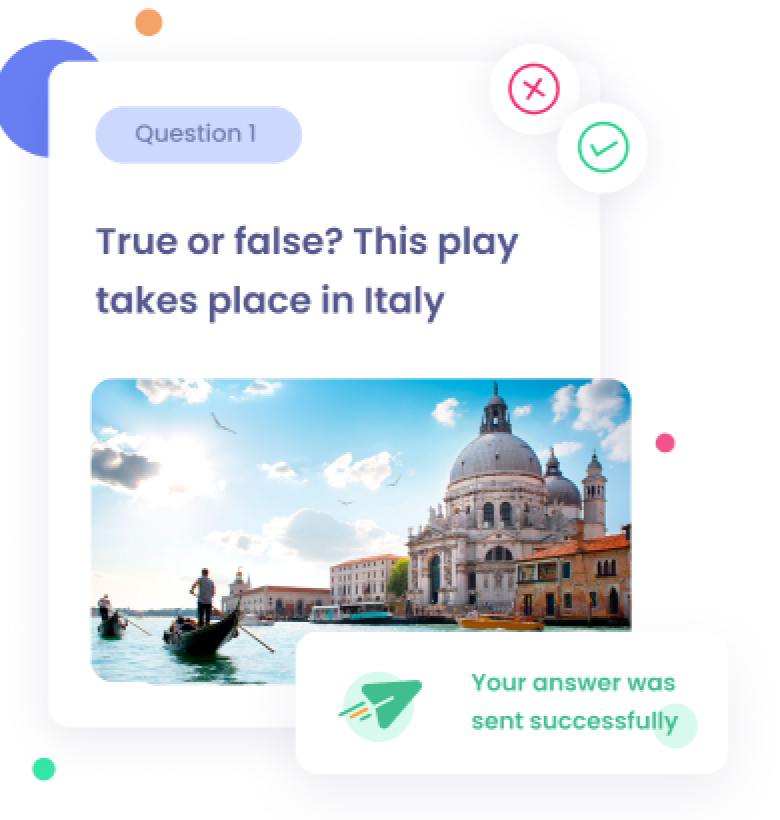 Question 1
True or false? This play
takes place in Italy
Your answer was
sent successfully